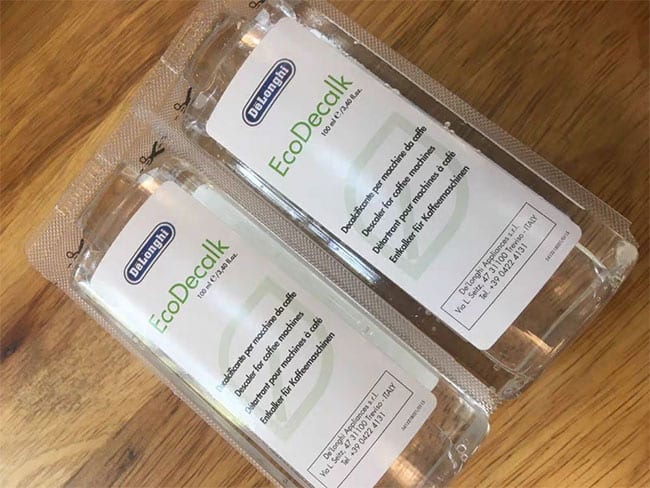 DeLonghi
EcoDecalk
100 ml ℮/3,40 fl.oz.
Decalcificante per macchine da caffe
Descaler for coffee machines
Détartrant pour machines à café
Entkalker für Kaffeemaschinen
De'Longhi Appliances s.r.l.
Via L. Seitz, 47 31100 Treviso - ITALY
Tel. +39 0422 4131
DeLonghi
EcoDecalk
100 ml ℮/3,40 fl.oz.
Decalcificante per macchine da caffe
Descaler for coffee machines
Détartrant pour machines à café
Entkalker für Kaffeemaschinen
De'Longhi Appliances s.r.l.
Via L. Seitz, 47 31100 Treviso - ITALY
Tel. +39 0422 4131